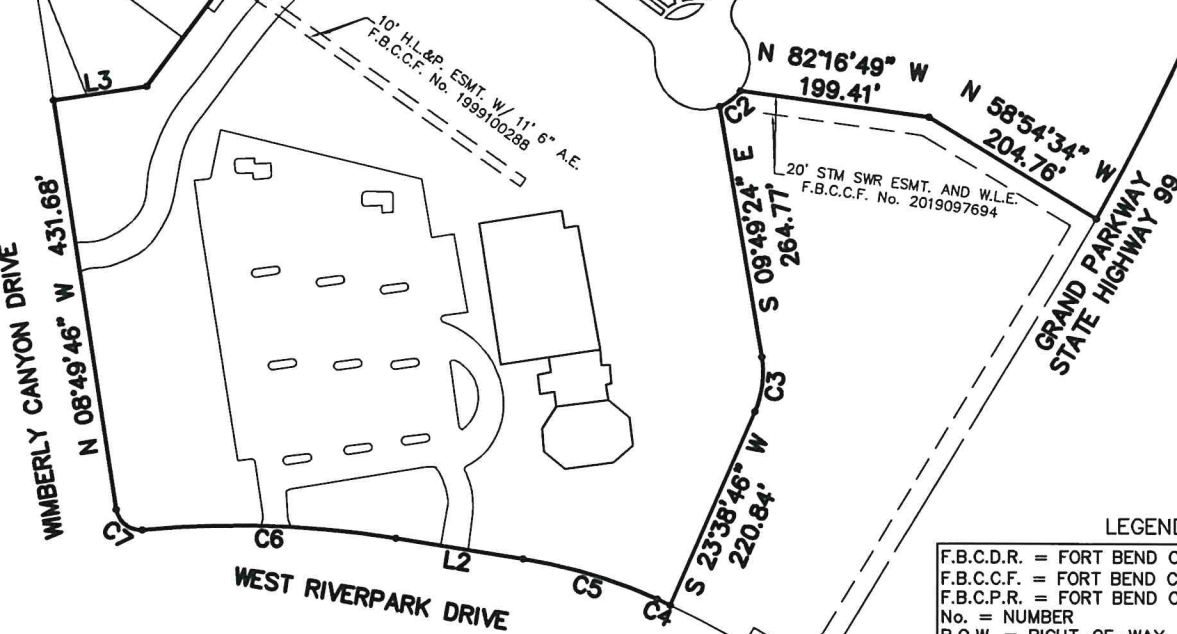 10' H.L.&P. ESMT. W/ 11' 6" A.E.
F.B.C.C.F. No. 1999100288
L3
C2
N 82°16'49" W
199.41'
N 58°54'34" W
204.76'
20' STM SWR ESMT. AND W.L.E.
F.B.C.C.F. No. 2019097694
S 09°49'24" E
264.77'
GRAND PARKWAY
STATE HIGHWAY 99
WIMBERLY CANYON DRIVE
N 08°49'46" W 431.68'
C3
S 23°38'46" W
220.84'
C7
C6
L2
C5
C4
WEST RIVERPARK DRIVE
LEGEND
F.B.C.D.R. = FORT BEND C
F.B.C.C.F. = FORT BEND C
F.B.C.P.R. = FORT BEND C
No. = NUMBER
R.O.W. = RIGHT OF WAY